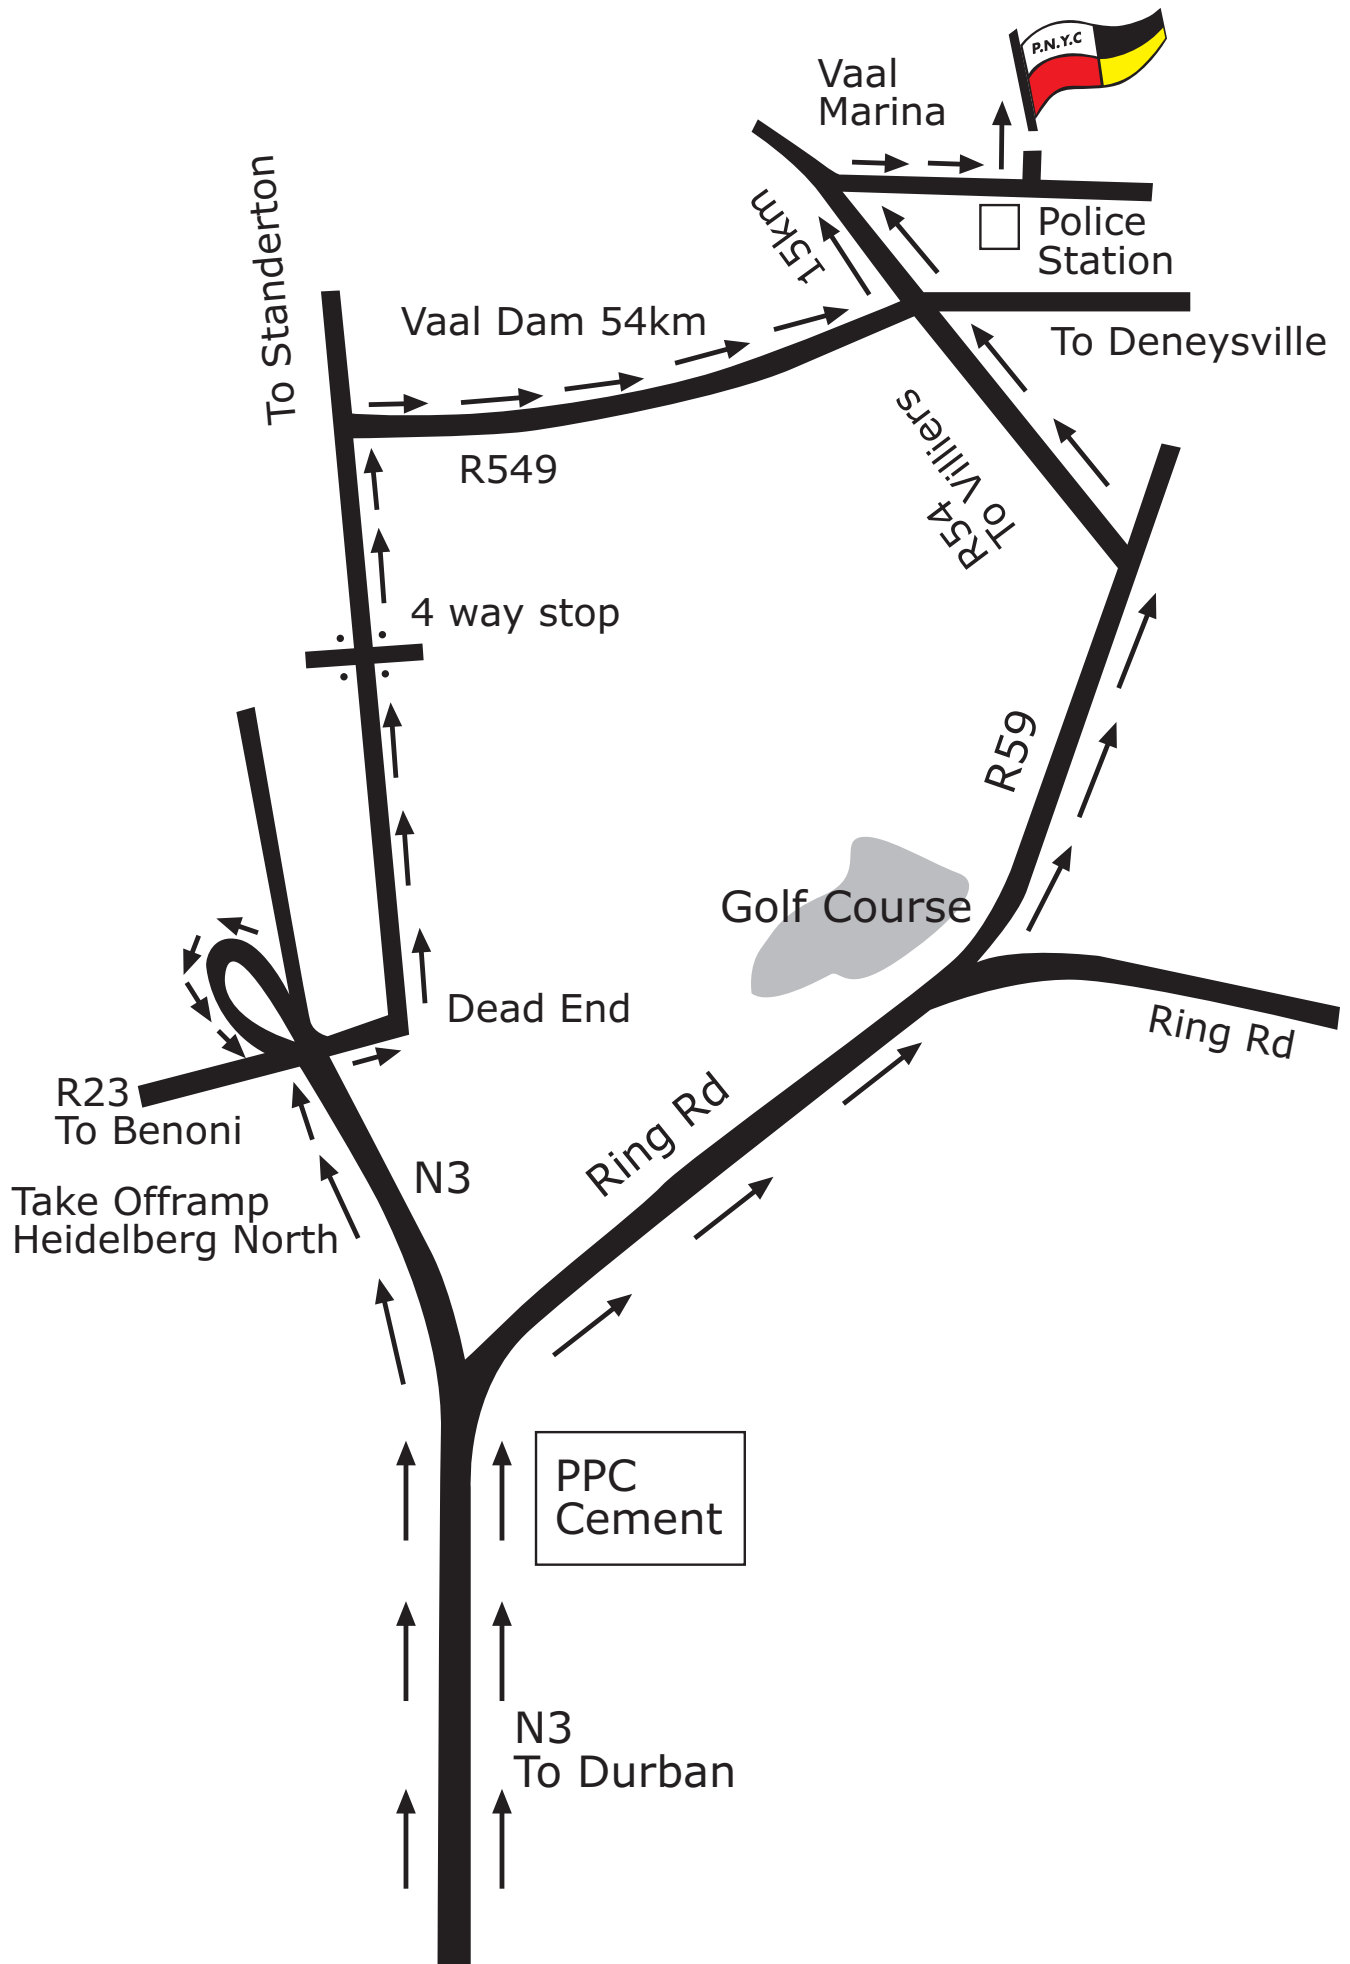 P.N.Y.C
Vaal
Marina
To Standerton
15km
Police
Station
Vaal Dam 54km
To Deneysville
R549
R54
To Villiers
4 way stop
R59
Golf Course
Dead End
Ring Rd
R23
To Benoni
Ring Rd
N3
Take Offramp
Heidelberg North
PPC
Cement
N3
To Durban